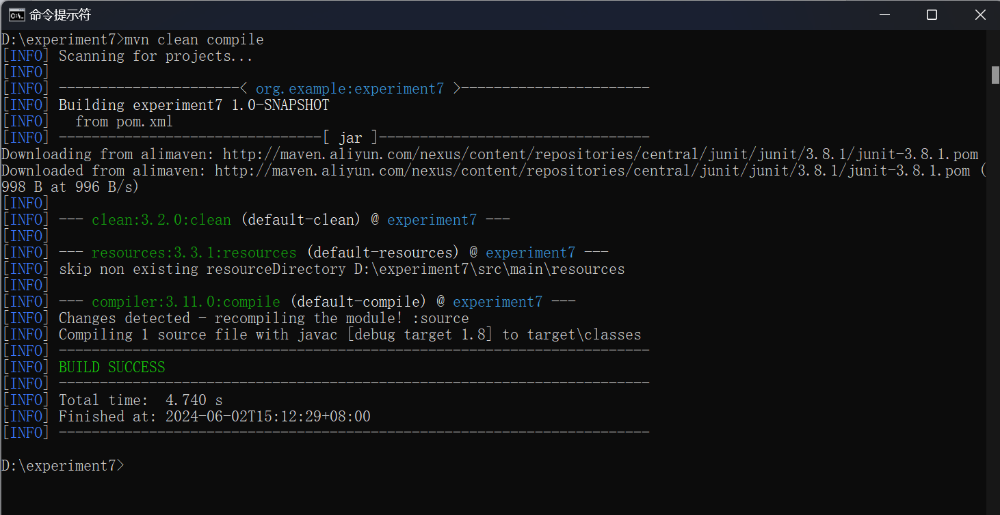 命令提示符
D:\experiment7>mvn clean compile
[INFO] Scanning for projects...
[INFO]
[INFO] ----------------------< org.example:experiment7 >-----------------------
[INFO] Building experiment7 1.0-SNAPSHOT
[INFO]   from pom.xml
[INFO] --------------------------------[ jar ]---------------------------------
Downloading from alimaven: http://maven.aliyun.com/nexus/content/repositories/central/junit/junit/3.8.1/junit-3.8.1.pom
Downloaded from alimaven: http://maven.aliyun.com/nexus/content/repositories/central/junit/junit/3.8.1/junit-3.8.1.pom (
998 B at 996 B/s)
[INFO]
[INFO] --- clean:3.2.0:clean (default-clean) @ experiment7 ---
[INFO]
[INFO] --- resources:3.3.1:resources (default-resources) @ experiment7 ---
[INFO] skip non existing resourceDirectory D:\experiment7\src\main\resources
[INFO]
[INFO] --- compiler:3.11.0:compile (default-compile) @ experiment7 ---
[INFO] Changes detected - recompiling the module! :source
[INFO] Compiling 1 source file with javac [debug target 1.8] to target\classes
[INFO] ------------------------------------------------------------------------
[INFO] BUILD SUCCESS
[INFO] ------------------------------------------------------------------------
[INFO] Total time:  4.740 s
[INFO] Finished at: 2024-06-02T15:12:29+08:00
[INFO] ------------------------------------------------------------------------
D:\experiment7>